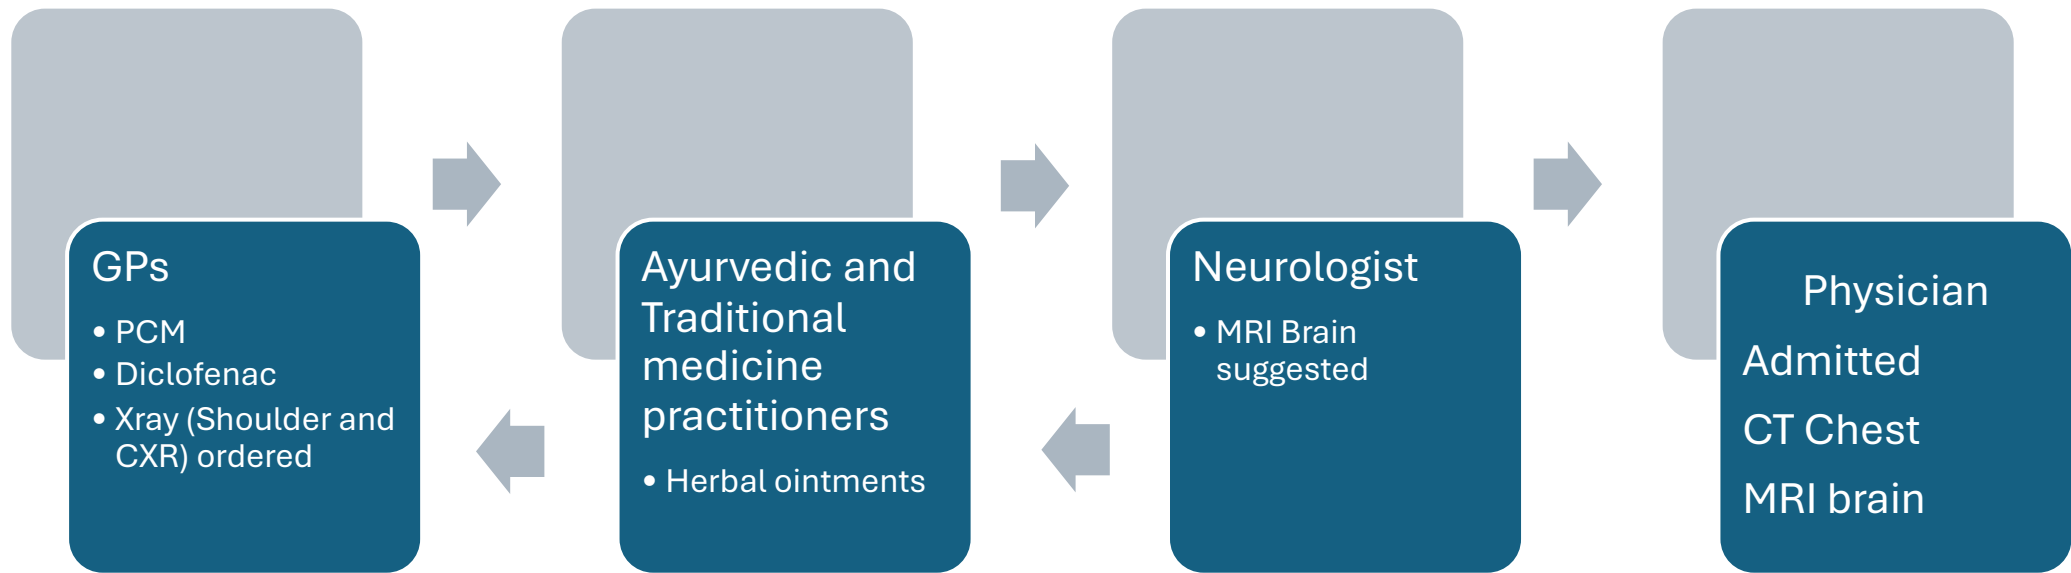 GPs
• PCM
• Diclofenac
• Xray (Shoulder and
CXR) ordered
Ayurvedic and
Traditional
medicine
practitioners
• Herbal ointments
Neurologist
• MRI Brain
suggested
Physician
Admitted
CT Chest
MRI brain